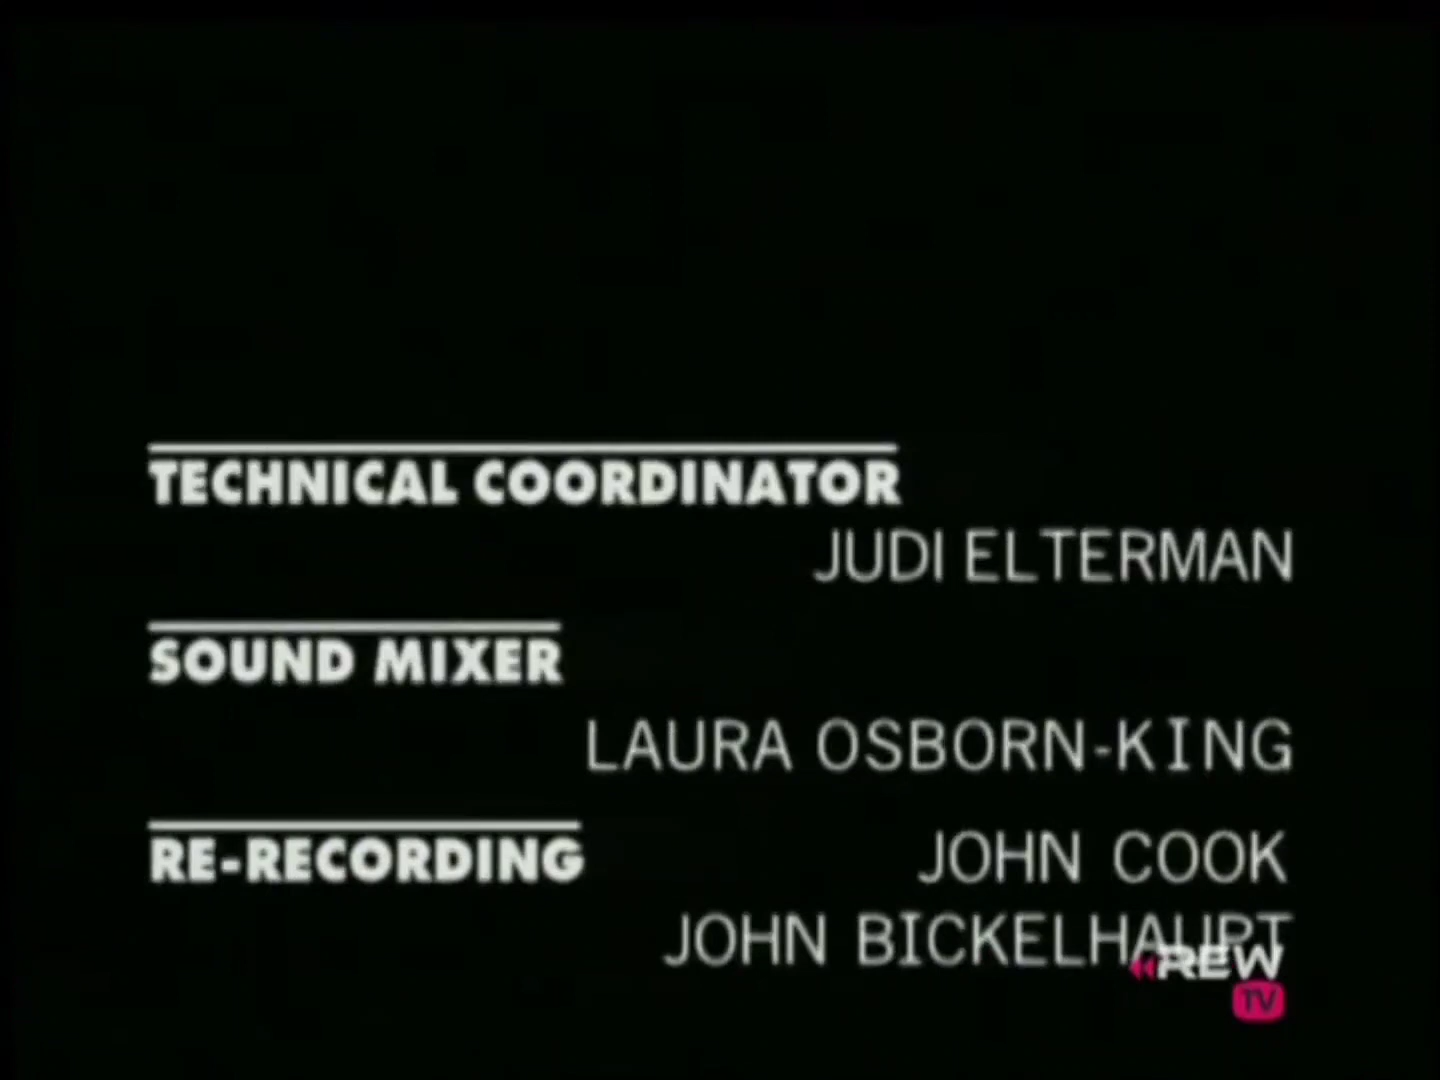 TECHNICAL COORDINATOR
JUDI ELTERMAN
SOUND MIXER
LAURA OSBORN-KING
RE-RECORDING
JOHN COOK
JOHN BICKELHAUPT
REW
TV